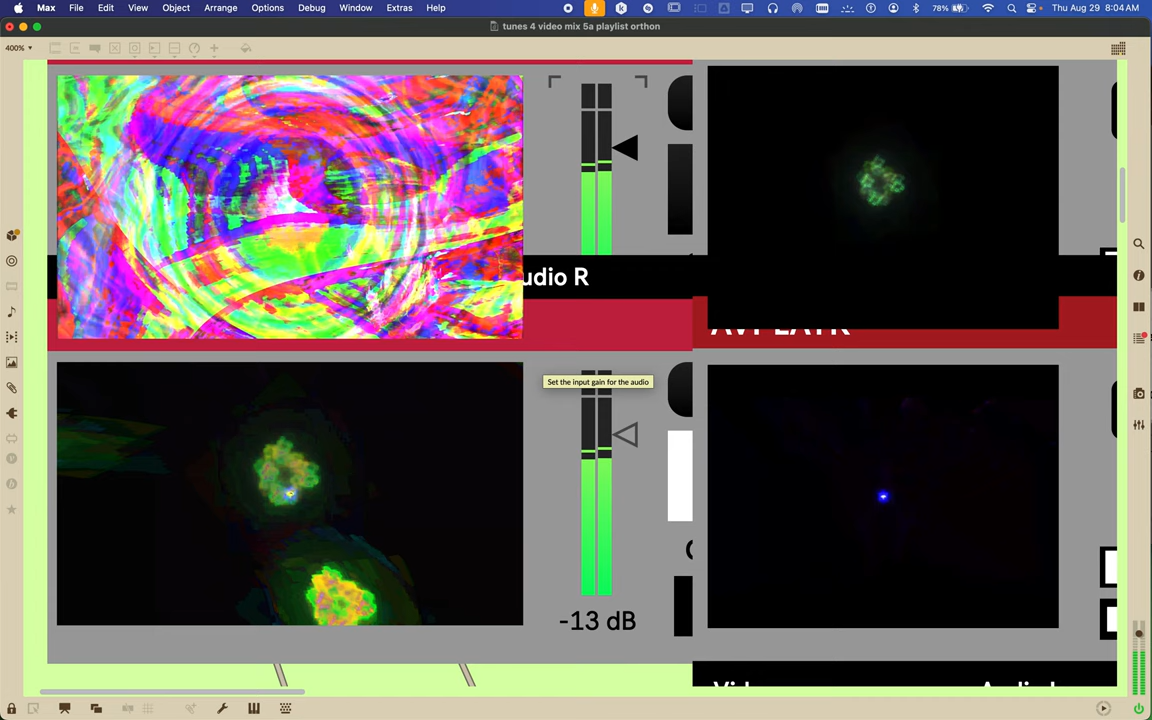 Max File Edit View Object Arrange Options Debug Window Extras Help
78% Thu Aug 29 8:04 AM
tunes 4 video mix 5a playlist orthon
400%
udio R
Set the input gain for the audio
-13 dB